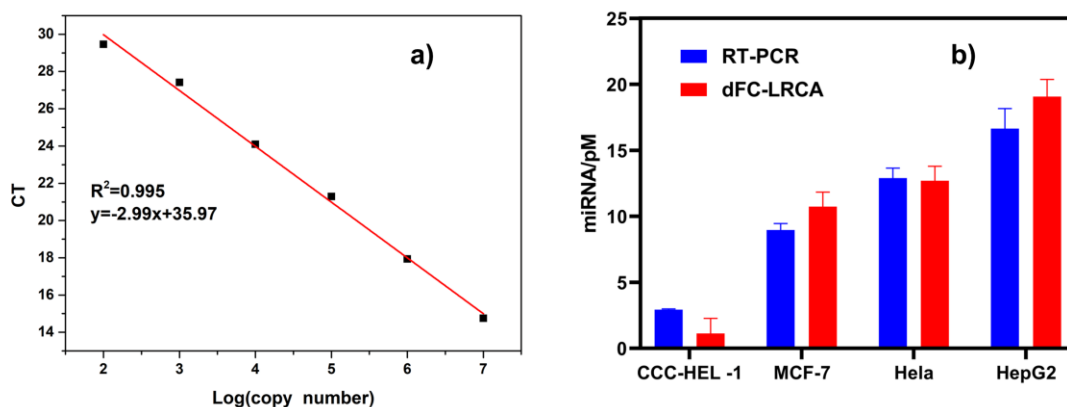 a)
30
28
26
24
22
20
18
16
14
CT
R²=0.995
y=-2.99x+35.97
2 3 4 5 6 7
Log(copy number)
b)
RT-PCR
dFC-LRCA
25
20
15
10
5
0
miRNA/pM
CCC-HEL -1 MCF-7 Hela HepG2